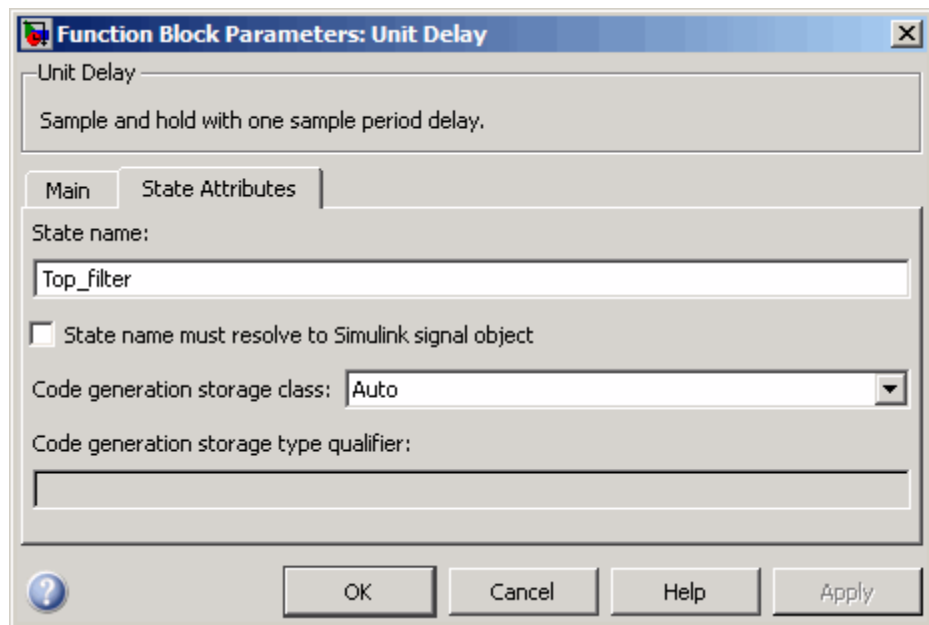 Function Block Parameters: Unit Delay
Unit Delay
Sample and hold with one sample period delay.
Main State Attributes
State name:
Top_filter
State name must resolve to Simulink signal object
Code generation storage class: Auto
Code generation storage type qualifier:
OK Cancel Help Apply